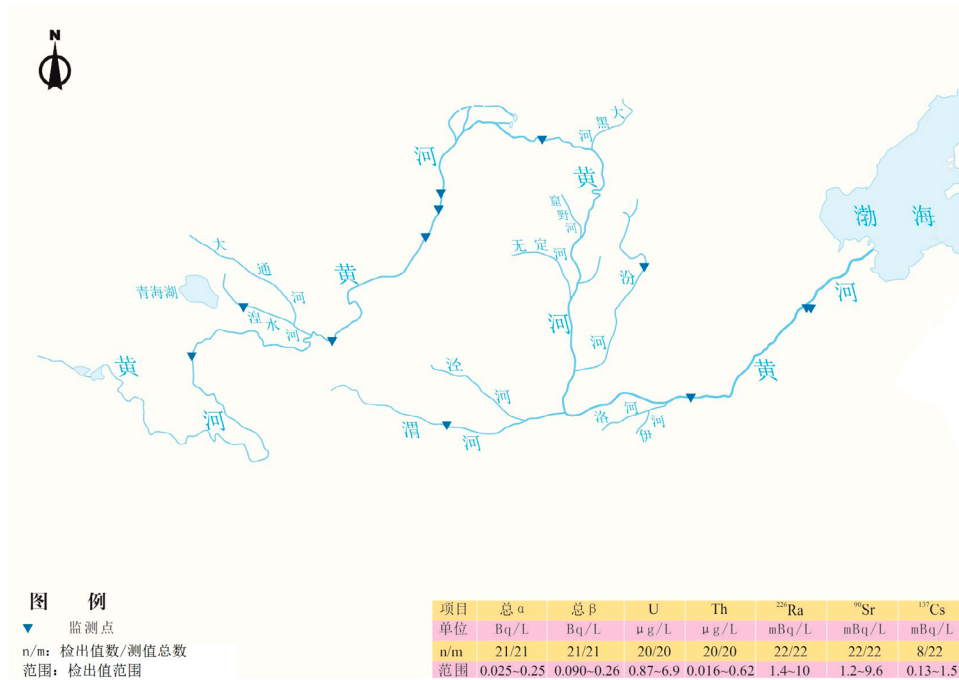 N
河
黑
大
河
黄
窟
野
河
无定河
渤海
大
通
河
黄
汾
青海湖
湟水河
河
河
河
黄
泾
河
黄
河
渭
河
洛河
伊河
图 例
监测点
n/m: 检出值数/测值总数
范围: 检出值范围
项目 总 α 总 β U Th ²²⁶Ra ⁹⁰Sr ¹³⁷Cs
单位 Bq/L Bq/L μg/L μg/L mBq/L mBq/L mBq/L
n/m 21/21 21/21 20/20 20/20 22/22 22/22 8/22
范围 0.025~0.25 0.090~0.26 0.87~6.9 0.016~0.62 1.4~10 1.2~9.6 0.13~1.5